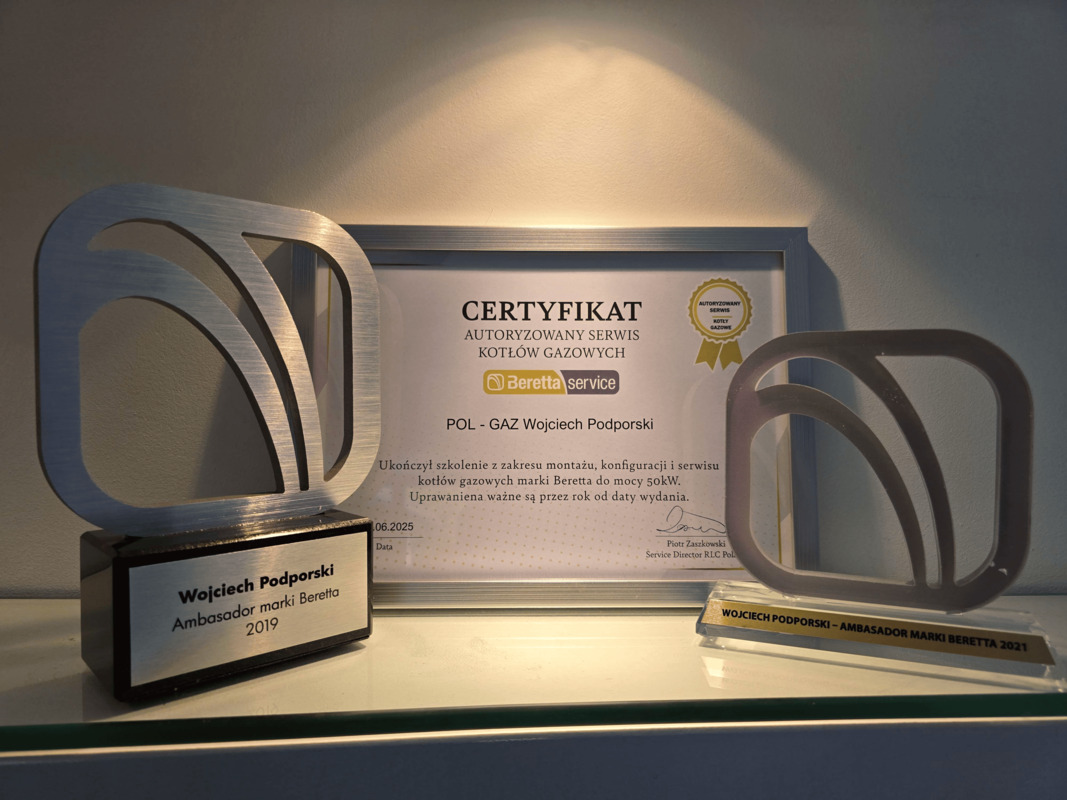 CERTYFIKAT
AUTORYZOWANY SERWIS
KOTŁÓW GAZOWYCH
Beretta service
AUTORYZOWANY
SERWIS
KOTŁY
GAZOWE
POL - GAZ Wojciech Podporski
Ukończył szkolenie z zakresu montażu, konfiguracji i serwisu
kotłów gazowych marki Beretta do mocy 50kW.
Uprawaniena ważne są przez rok od daty wydania.
.06.2025
Data
Piotr Zaszkowski
Service Director RLC
Wojciech Podporski
Ambasador marki Beretta
2019
WOJCIECH PODPORSKI – AMBASADOR MARKI BERETTA 2021